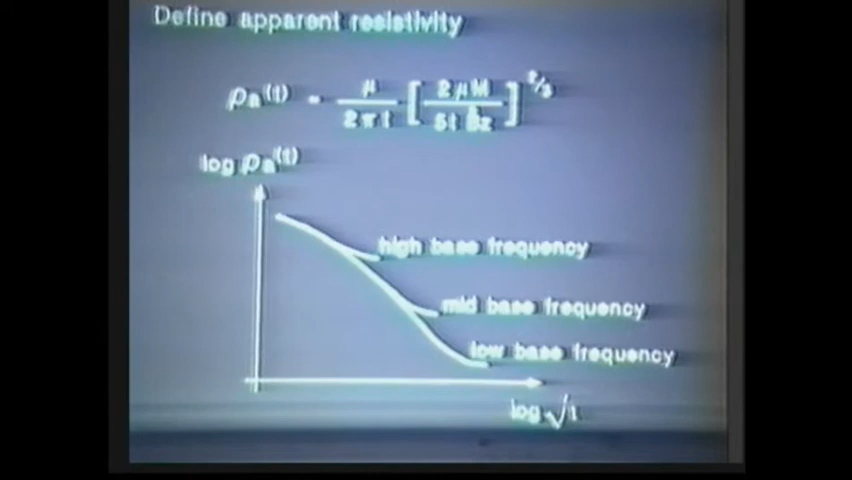 Define apparent resistivity
ρa(t) = μ / 2πt [ 2μM / 5t Ḃz ]^2/3
log ρa(t)
high base frequency
mid base frequency
low base frequency
log √t